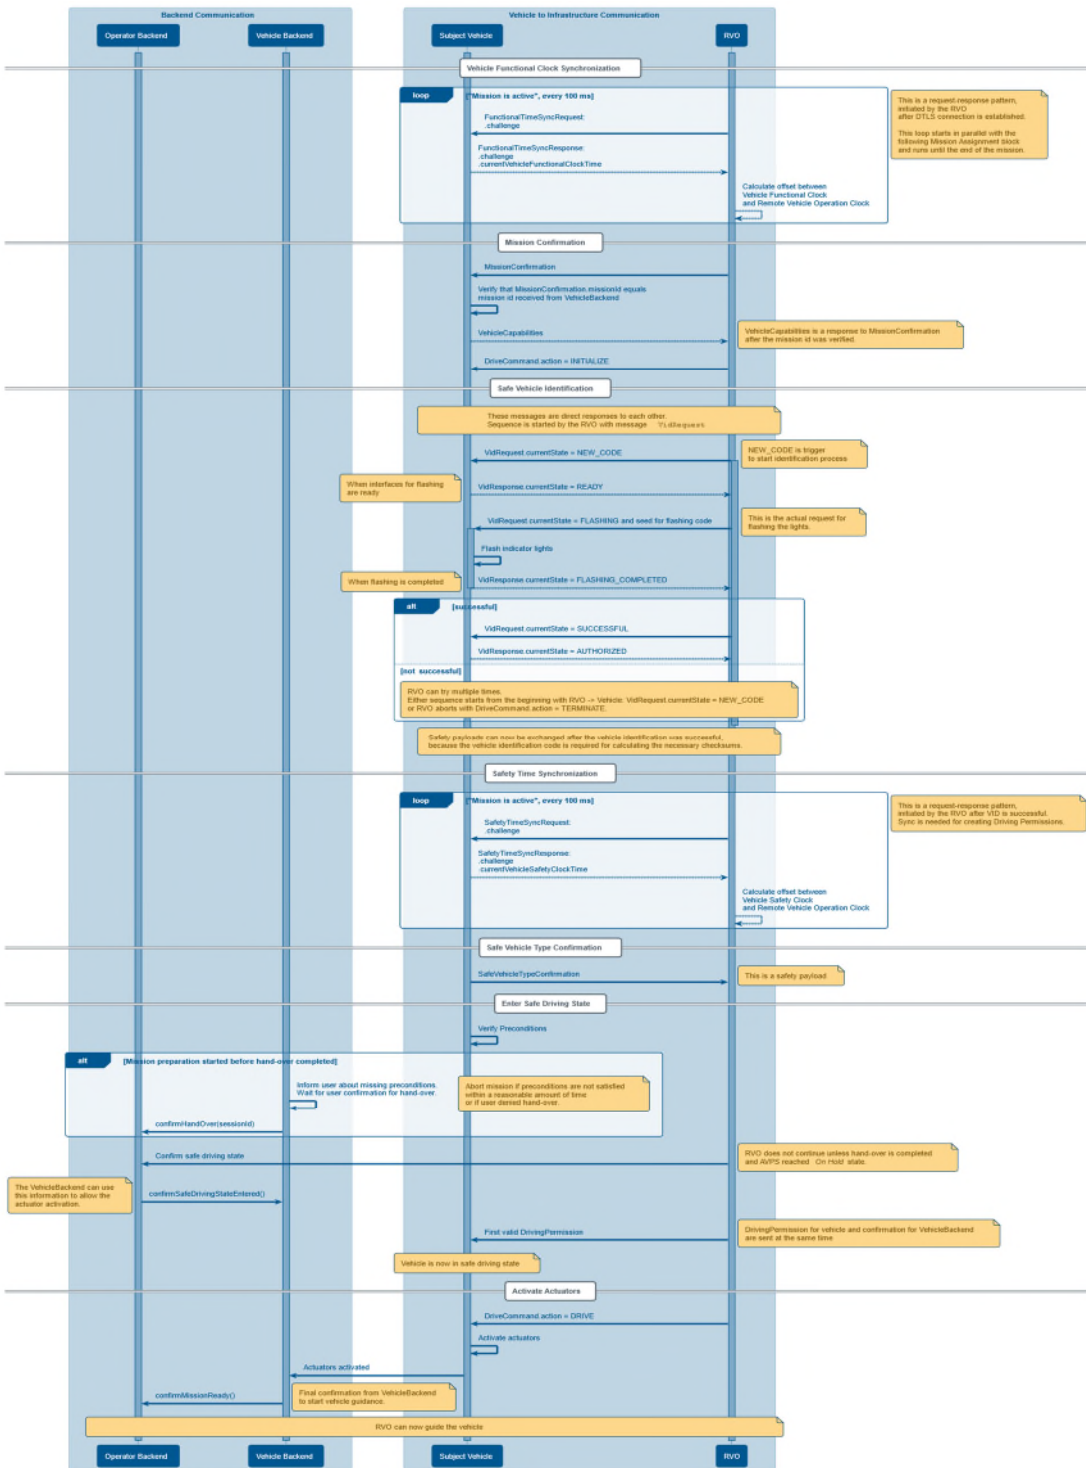 Backend Communication
Vehicle to Infrastructure Communication
Operator Backend
Vehicle Backend
Subject Vehicle
RVO
Vehicle Functional Clock Synchronization
loop
["Mission is active", every 100 ms]
This is a request-response pattern,
initiated by the RVO
after DTLS connection is established.
This loop starts in parallel with the
following Mission Assignment block
and runs until the end of the mission.
FunctionalTimeSyncRequest:
.challenge
FunctionalTimeSyncResponse:
.challenge
.currentVehicleFunctionalClockTime
Calculate offset between
Vehicle Functional Clock
and Remote Vehicle Operation Clock
Mission Confirmation
MissionConfirmation
Verify that MissionConfirmation.missionId equals
mission id received from VehicleBackend
VehicleCapabilities
VehicleCapabilities is a response to MissionConfirmation
after the mission id was verified.
DriveCommand.action = INITIALIZE
Safe Vehicle Identification
These messages are direct responses to each other.
Sequence is started by the RVO with message VidRequest
VidRequest.currentState = NEW_CODE
NEW_CODE is trigger
to start identification process
When interfaces for flashing
are ready
VidResponse.currentState = READY
VidRequest.currentState = FLASHING and seed for flashing code
This is the actual request for
flashing the lights.
Flash indicator lights
When flashing is completed
VidResponse.currentState = FLASHING_COMPLETED
alt
[successful]
VidRequest.currentState = SUCCESSFUL
VidResponse.currentState = AUTHORIZED
[not successful]
RVO can try multiple times.
Either sequence starts from the beginning with RVO -> Vehicle: VidRequest.currentState = NEW_CODE
or RVO aborts with DriveCommand.action = TERMINATE.
Safety payloads can now be exchanged after the vehicle identification was successful,
because the vehicle identification code is required for calculating the necessary checksums.
Safety Time Synchronization
loop
["Mission is active", every 100 ms]
This is a request-response pattern,
initiated by the RVO after VID is successful.
Sync is needed for creating Driving Permissions.
SafetyTimeSyncRequest:
.challenge
SafetyTimeSyncResponse:
.challenge
.currentVehicleSafetyClockTime
Calculate offset between
Vehicle Safety Clock
and Remote Vehicle Operation Clock
Safe Vehicle Type Confirmation
SafeVehicleTypeConfirmation
This is a safety payload
Enter Safe Driving State
Verify Preconditions
alt
[Mission preparation started before hand-over completed]
Inform user about missing preconditions.
Wait for user confirmation for hand-over.
Abort mission if preconditions are not satisfied
within a reasonable amount of time
or if user denied hand-over.
confirmHandOver(sessionId)
Confirm safe driving state
RVO does not continue unless hand-over is completed
and AVPS reached On Hold state.
The VehicleBackend can use
this information to allow the
actuator activation.
confirmSafeDrivingStateEntered()
First valid DrivingPermission
DrivingPermission for vehicle and confirmation for VehicleBackend
are sent at the same time
Vehicle is now in safe driving state
Activate Actuators
DriveCommand.action = DRIVE
Activate actuators
Actuators activated
confirmMissionReady()
Final confirmation from VehicleBackend
to start vehicle guidance.
RVO can now guide the vehicle
Operator Backend
Vehicle Backend
Subject Vehicle
RVO